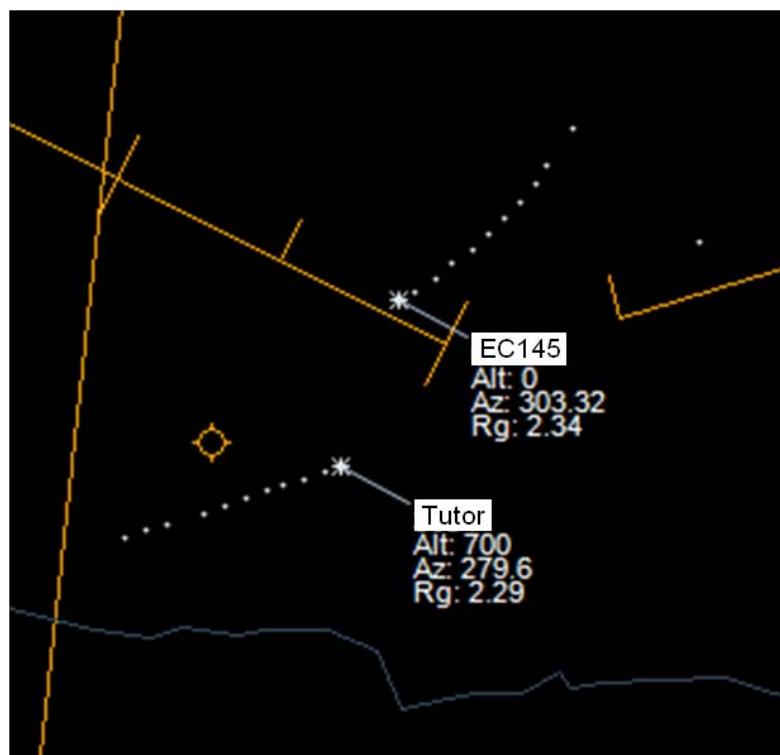 EC145
Alt: 0
Az: 303.32
Rg: 2.34
Tutor
Alt: 700
Az: 279.6
Rg: 2.29